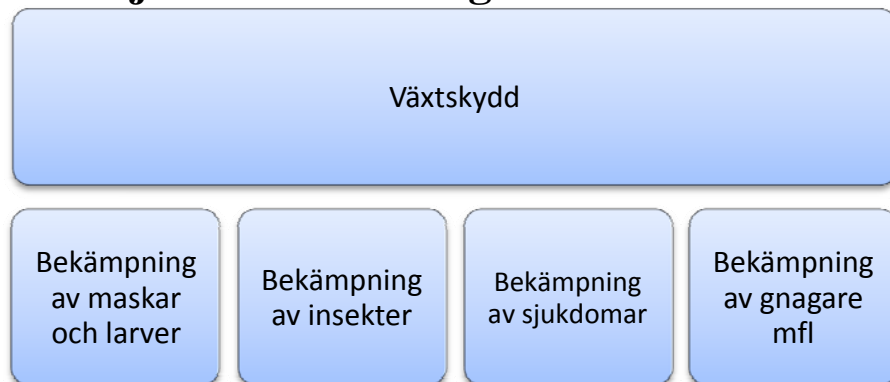 Växtskydd
Bekämpning
av maskar
och larver
Bekämpning
av insekter
Bekämpning
av sjukdomar
Bekämpning
av gnagare
mfl